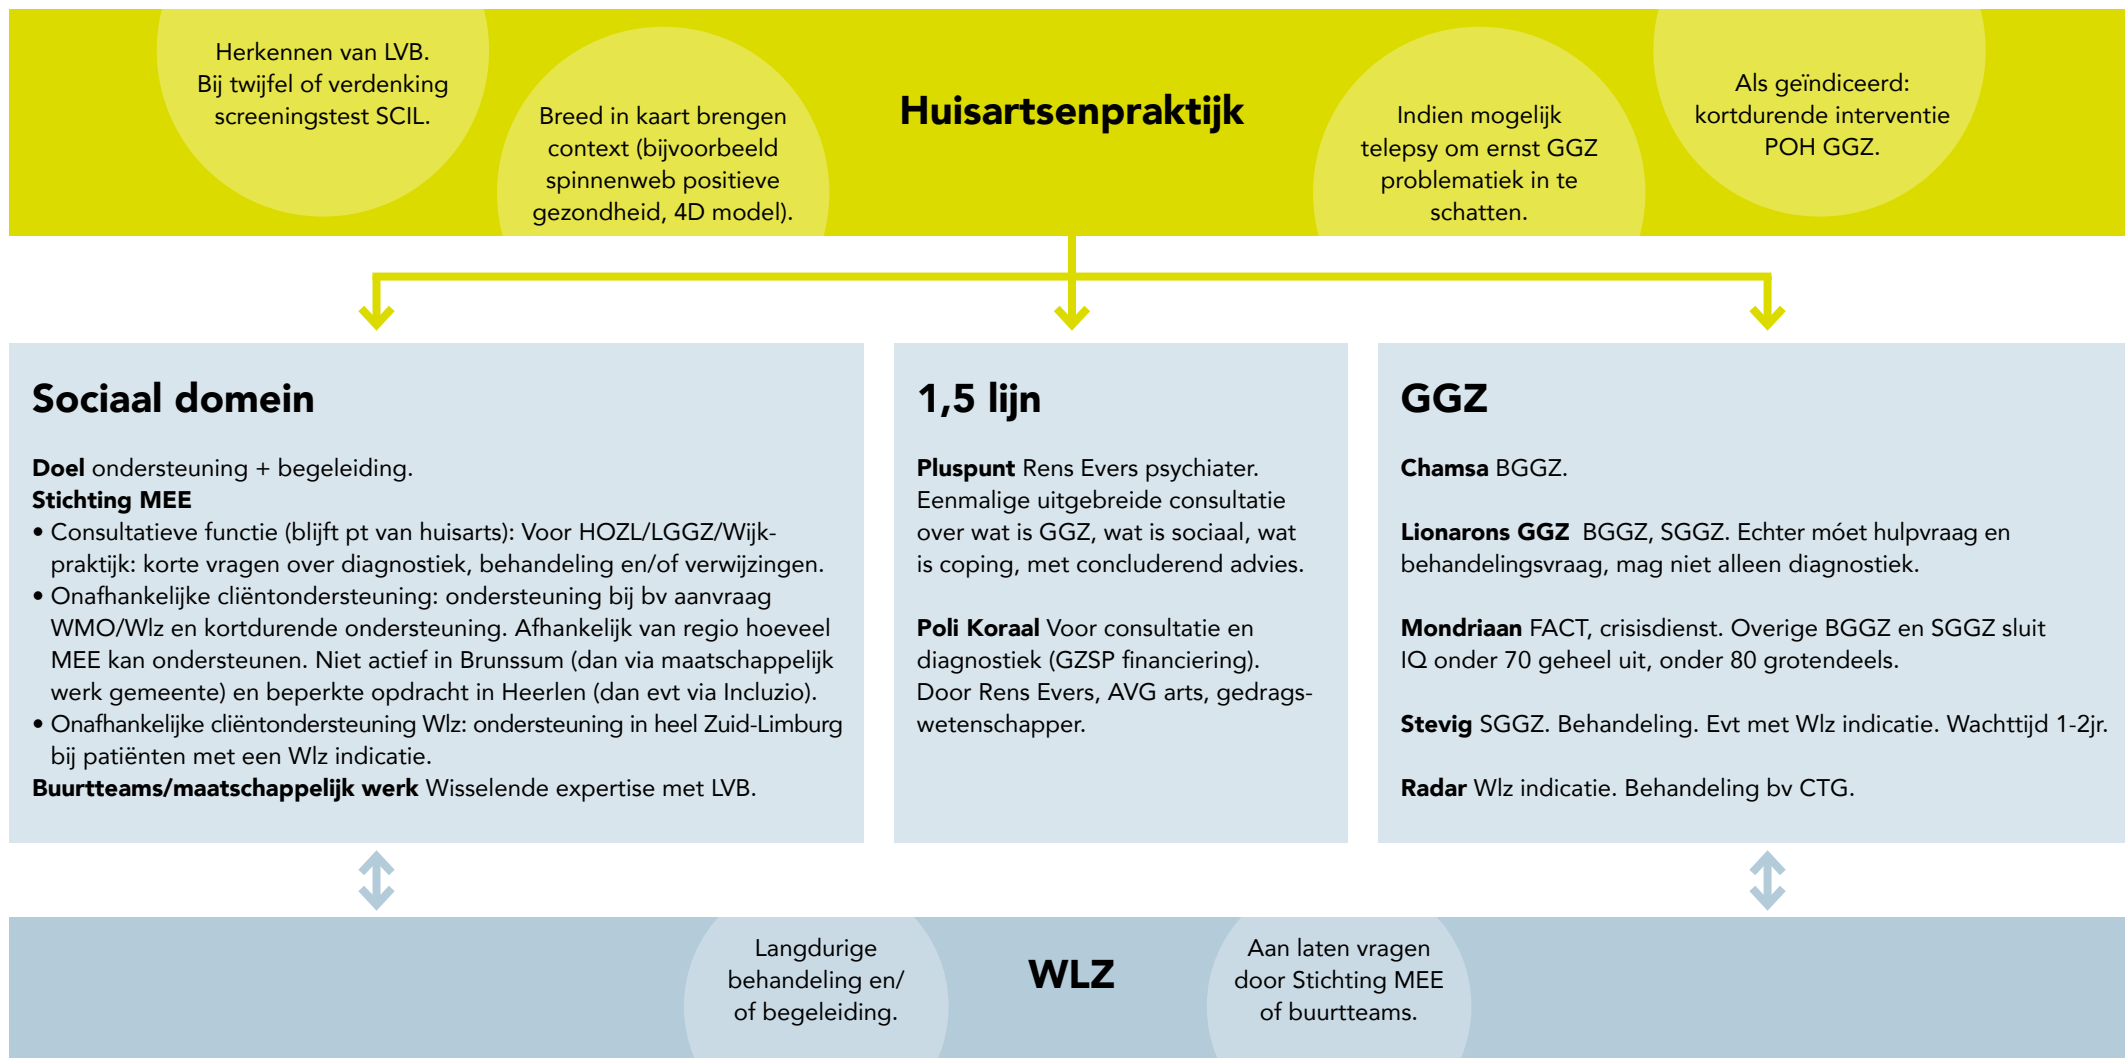 Herkennen van LVB.
Bij twijfel of verdenking
screeningstest SCIL.
Breed in kaart brengen
context (bijvoorbeeld
spinnenweb positieve
gezondheid, 4D model).
Huisartsenpraktijk
Indien mogelijk
telepsy om ernst GGZ
problematiek in te
schatten.
Als geïndiceerd:
kortdurende interventie
POH GGZ.
Sociaal domein
Doel ondersteuning + begeleiding.
Stichting MEE
• Consultatieve functie (blijft pt van huisarts): Voor HOZL/LGGZ/Wijk-
praktijk: korte vragen over diagnostiek, behandeling en/of verwijzingen.
• Onafhankelijke cliëntondersteuning: ondersteuning bij bv aanvraag
WMO/Wlz en kortdurende ondersteuning. Afhankelijk van regio hoeveel
MEE kan ondersteunen. Niet actief in Brunssum (dan via maatschappelijk
werk gemeente) en beperkte opdracht in Heerlen (dan evt via Incluzio).
• Onafhankelijke cliëntondersteuning Wlz: ondersteuning in heel Zuid-Limburg
bij patiënten met een Wlz indicatie.
Buurtteams/maatschappelijk werk Wisselende expertise met LVB.
1,5 lijn
Pluspunt Rens Evers psychiater.
Eenmalige uitgebreide consultatie
over wat is GGZ, wat is sociaal, wat
is coping, met concluderend advies.
Poli Koraal Voor consultatie en
diagnostiek (GZSP financiering).
Door Rens Evers, AVG arts, gedrags-
wetenschapper.
GGZ
Chamsa BGGZ.
Lionarons GGZ BGGZ, SGGZ. Echter móet hulpvraag en
behandelingsvraag, mag niet alleen diagnostiek.
Mondriaan FACT, crisisdienst. Overige BGGZ en SGGZ sluit
IQ onder 70 geheel uit, onder 80 grotendeels.
Stevig SGGZ. Behandeling. Evt met Wlz indicatie. Wachttijd 1-2jr.
Radar Wlz indicatie. Behandeling bv CTG.
Langdurige
behandeling en/
of begeleiding.
WLZ
Aan laten vragen
door Stichting MEE
of buurtteams.